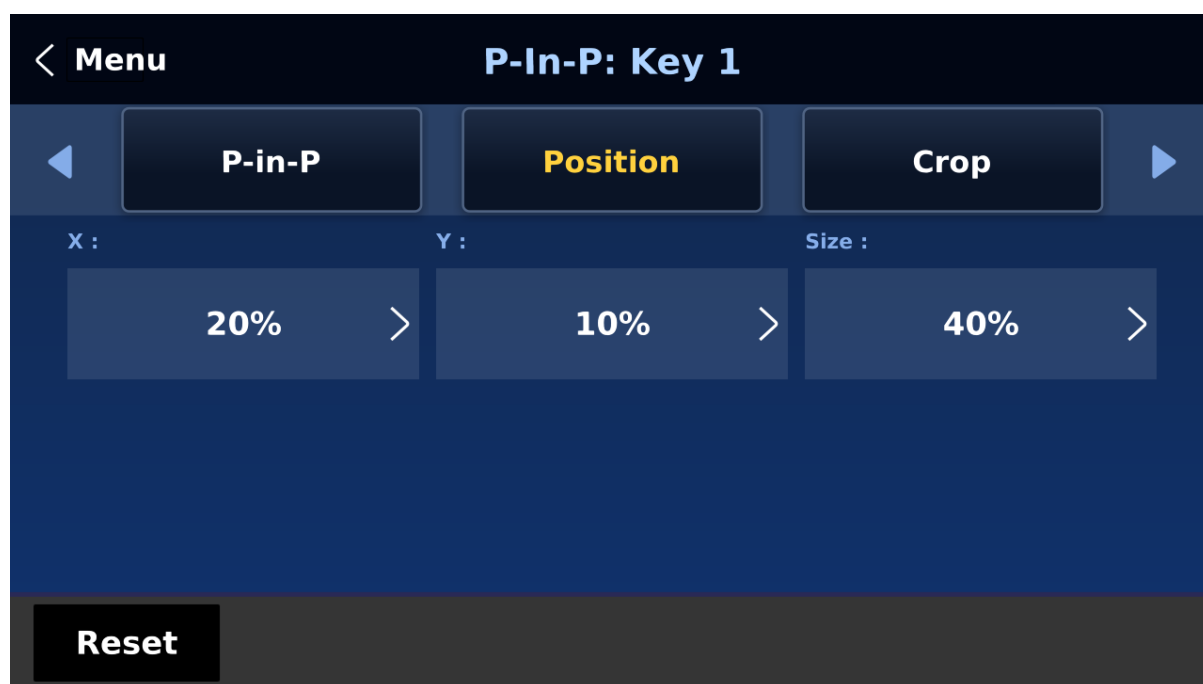 Menu
P-In-P: Key 1
P-in-P
Position
Crop
X :
Y :
Size :
20%
10%
40%
Reset